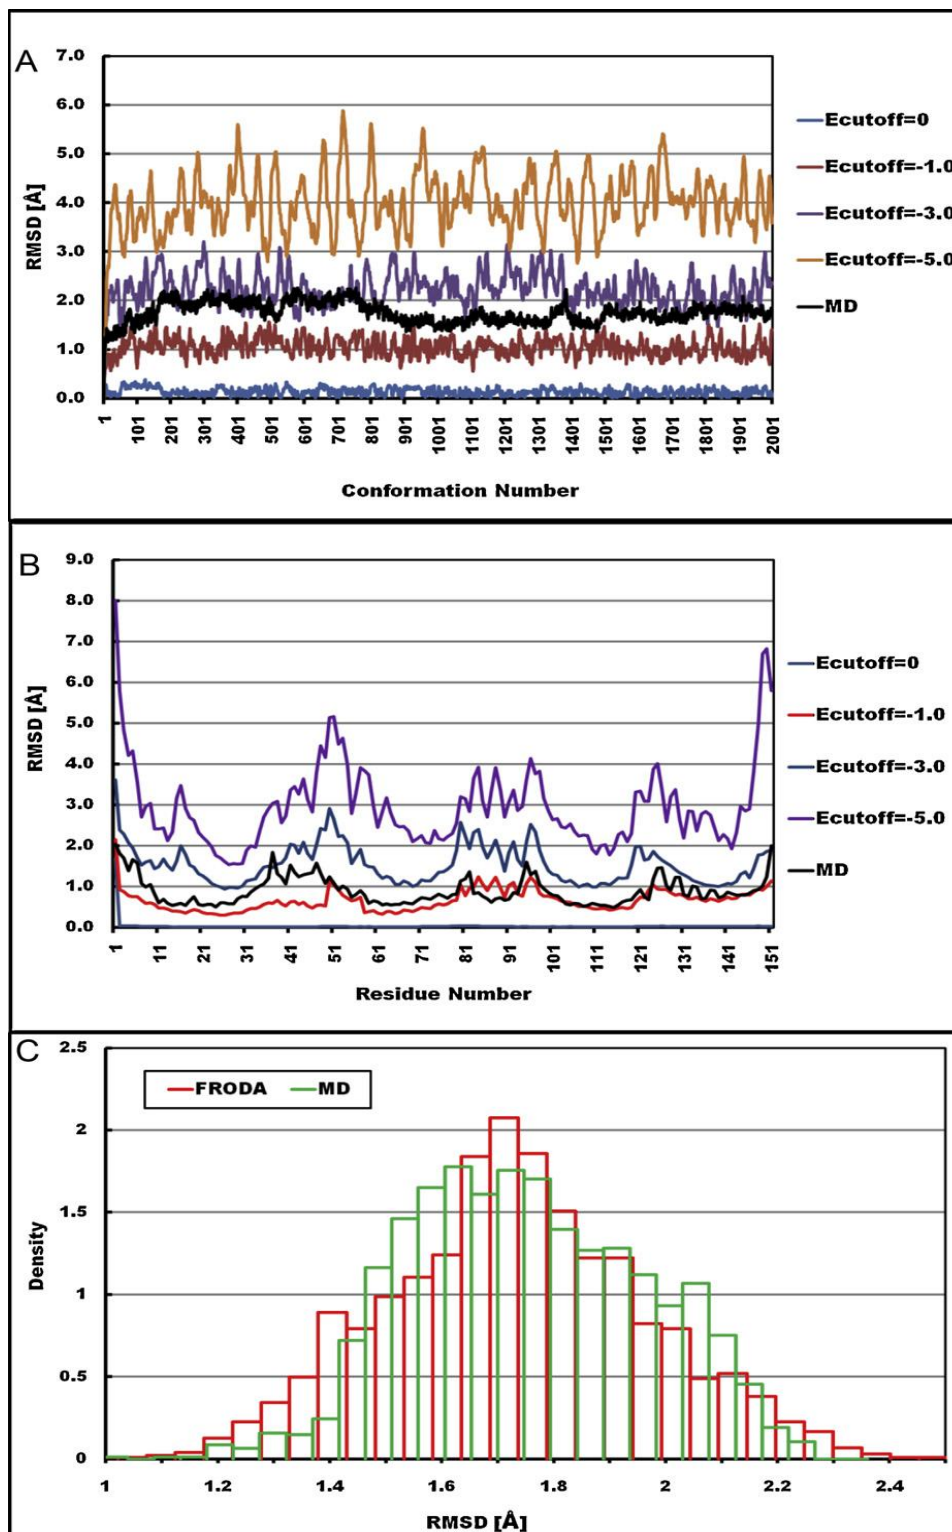 A
7.0
6.0
5.0
4.0
3.0
2.0
1.0
0.0
RMSD [Å]
1
101
201
301
401
501
601
701
801
901
1001
1101
1201
1301
1401
1501
1601
1701
1801
1901
2001
Conformation Number
Ecutoff=0
Ecutoff=-1.0
Ecutoff=-3.0
Ecutoff=-5.0
MD
B
9.0
8.0
7.0
6.0
5.0
4.0
3.0
2.0
1.0
0.0
RMSD [Å]
1
11
21
31
41
51
61
71
81
91
101
111
121
131
141
151
Residue Number
Ecutoff=0
Ecutoff=-1.0
Ecutoff=-3.0
Ecutoff=-5.0
MD
C
2.5
2
1.5
1
0.5
0
Density
FRODA MD
1 1.2 1.4 1.6 1.8 2 2.2 2.4
RMSD [Å]